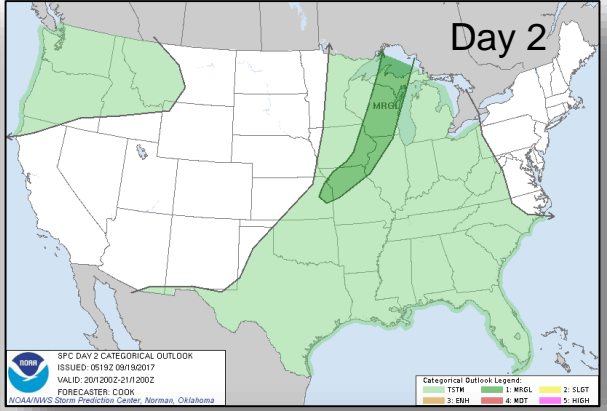 Day 2
MRGL
NOAA
SPC DAY 2 CATEGORICAL OUTLOOK
ISSUED: 0519Z 09/19/2017
VALID: 20/1200Z-21/1200Z
FORECASTER: COOK
NOAA/NWS Storm Prediction Center, Norman, Oklahoma
Categorical Outlook Legend:
TSTM 1: MRGL 2: SLGT
3: ENH 4: MDT 5: HIGH